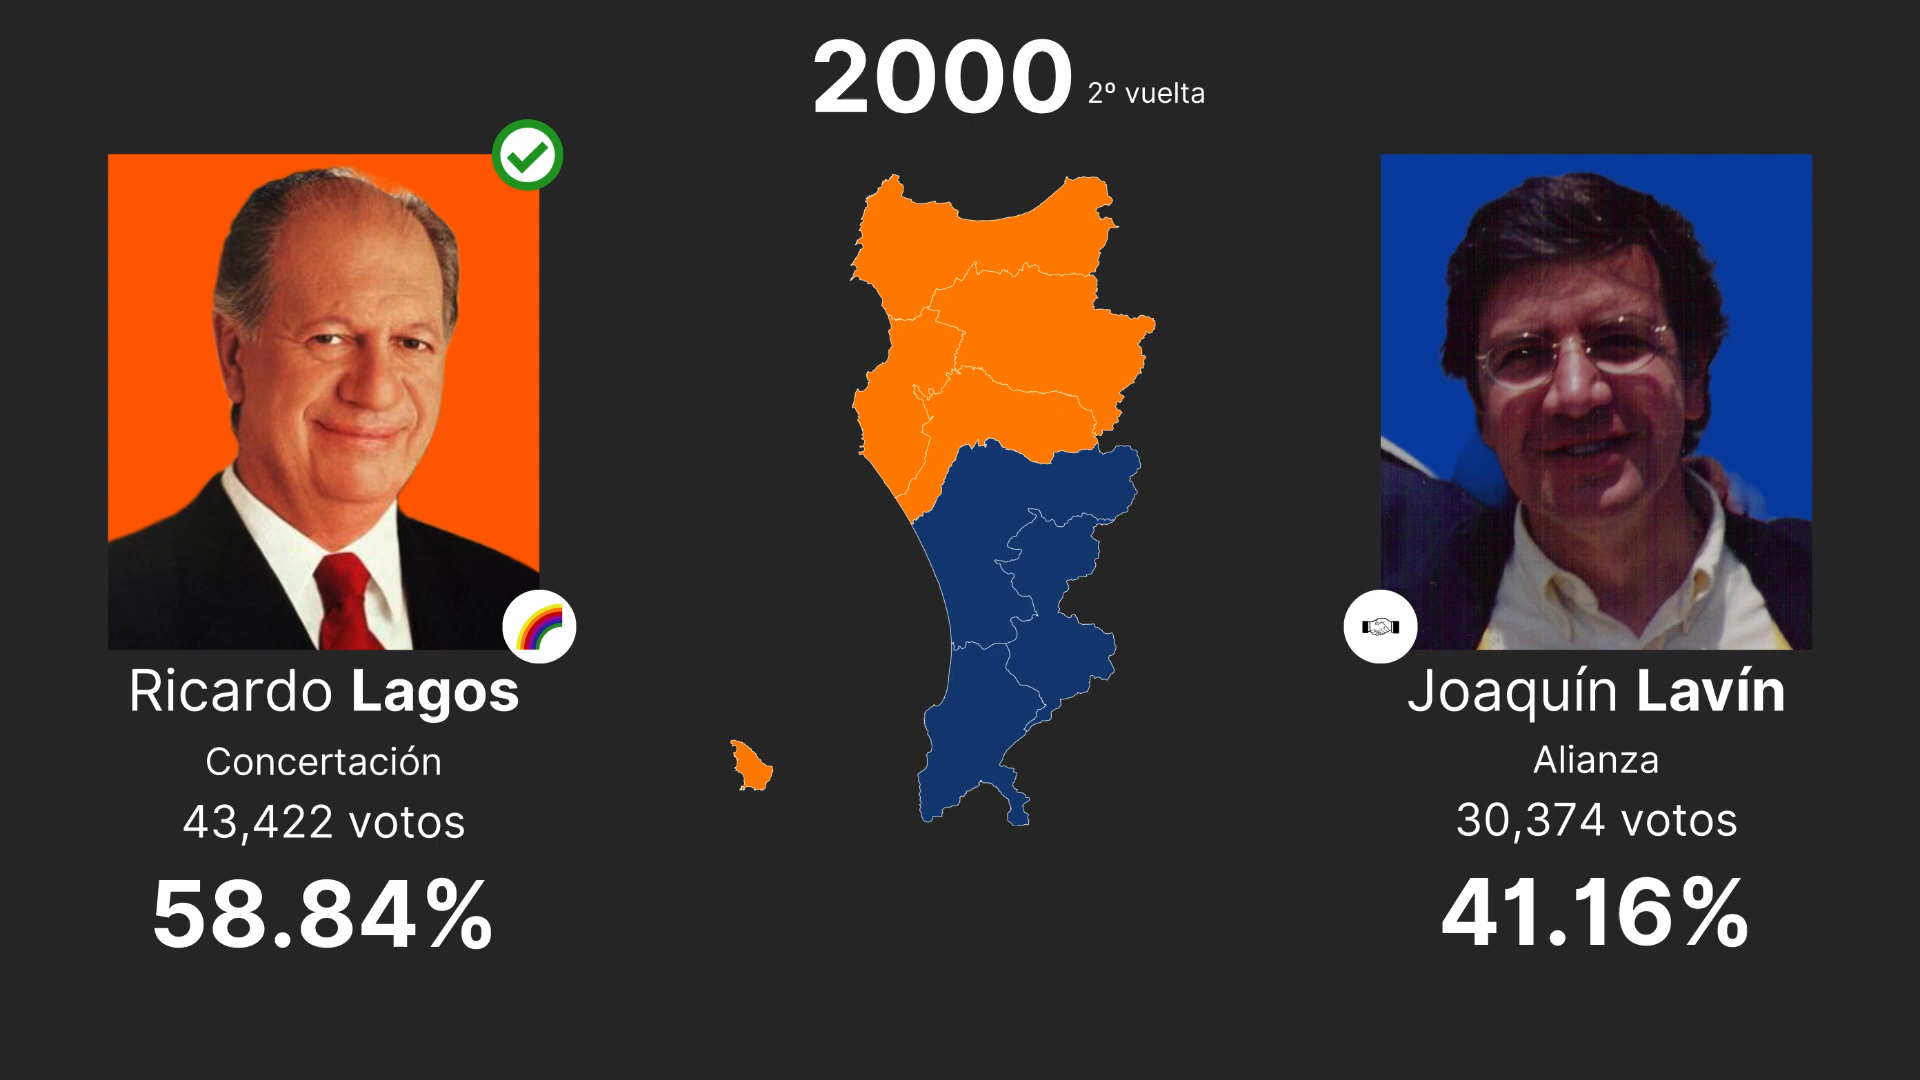 2000 2º vuelta
Ricardo Lagos
Concertación
43,422 votos
58.84%
Joaquín Lavín
Alianza
30,374 votos
41.16%